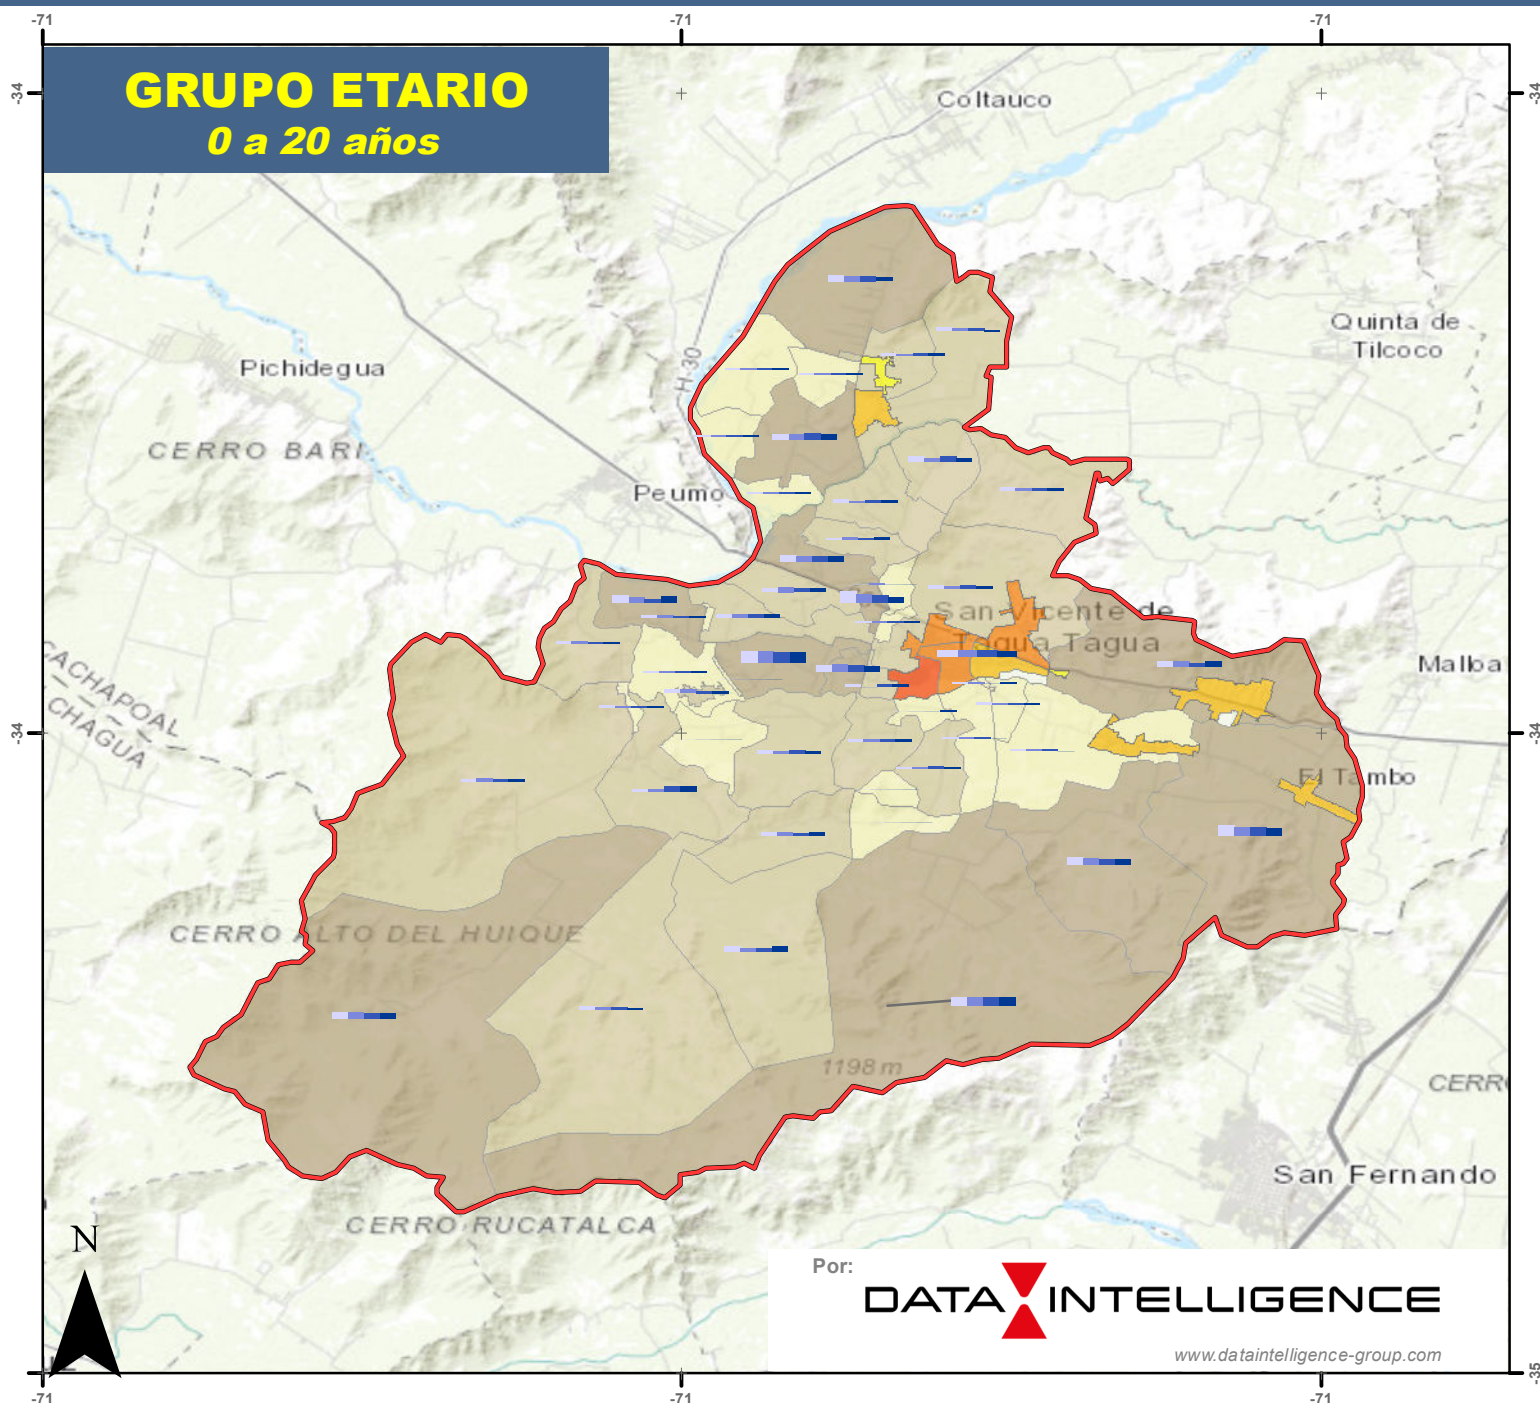 -71
-71
-71
GRUPO ETARIO
0 a 20 años
-34
-34
Coltauco
Quinta de
Tilcoco
H-30
Pichidegua
CERRO BARI
Peumo
San Vicente de
Tagua Tagua
Malloa
CACHAPOAL
CHAGUA
-34
-34
El Tambo
CERRO ALTO DEL HUIQUE
1198 m
CERR
San Fernando
CERRO RUCATALCA
N
Por:
DATA INTELLIGENCE
www.dataintelligence-group.com
-35
-71
-71
-71